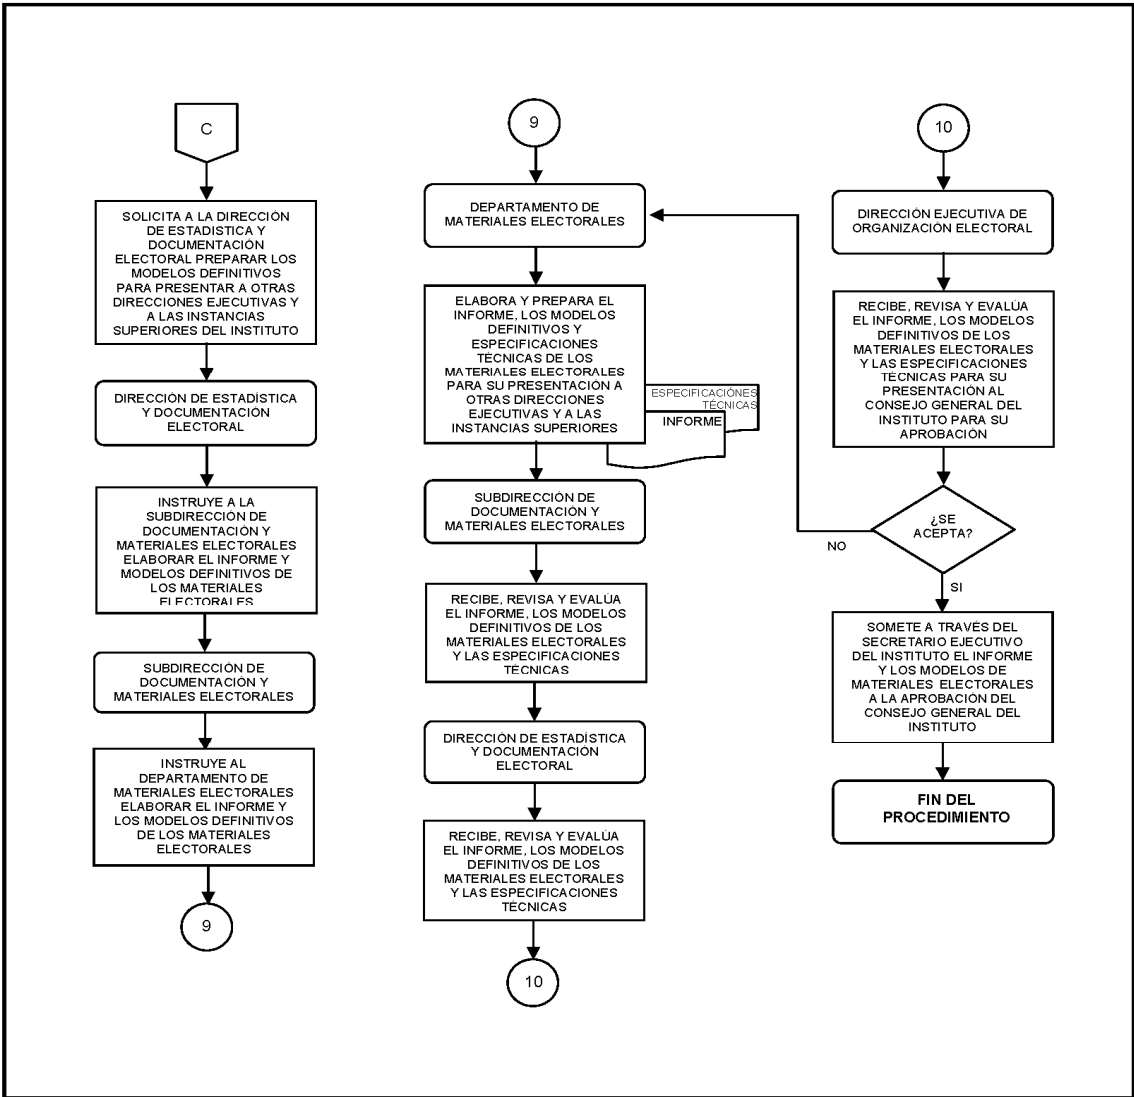 C
SOLICITA A LA DIRECCIÓN
DE ESTADISTICA Y
DOCUMENTACIÓN
ELECTORAL PREPARAR LOS
MODELOS DEFINITIVOS
PARA PRESENTAR A OTRAS
DIRECCIONES EJECUTIVAS Y
A LAS INSTANCIAS
SUPERIORES DEL INSTITUTO
DIRECCIÓN DE ESTADÍSTICA
Y DOCUMENTACIÓN
ELECTORAL
INSTRUYE A LA
SUBDIRECCIÓN DE
DOCUMENTACIÓN Y
MATERIALES ELECTORALES
ELABORAR EL INFORME Y
MODELOS DEFINITIVOS DE
LOS MATERIALES
ELECTORALES
SUBDIRECCIÓN DE
DOCUMENTACIÓN Y
MATERIALES ELECTORALES
INSTRUYE AL
DEPARTAMENTO DE
MATERIALES ELECTORALES
ELABORAR EL INFORME Y
LOS MODELOS DEFINITIVOS
DE LOS MATERIALES
ELECTORALES
9
9
DEPARTAMENTO DE
MATERIALES ELECTORALES
ELABORA Y PREPARA EL
INFORME, LOS MODELOS
DEFINITIVOS Y
ESPECIFICACIONES
TÉCNICAS DE LOS
MATERIALES ELECTORALES
PARA SU PRESENTACIÓN A
OTRAS DIRECCIONES
EJECUTIVAS Y A LAS
INSTANCIAS SUPERIORES
ESPECIFICACIÓNES
TÉCNICAS
INFORME
SUBDIRECCIÓN DE
DOCUMENTACIÓN Y
MATERIALES ELECTORALES
RECIBE, REVISA Y EVALÚA
EL INFORME, LOS MODELOS
DEFINITIVOS DE LOS
MATERIALES ELECTORALES
Y LAS ESPECIFICACIONES
TÉCNICAS
DIRECCIÓN DE ESTADÍSTICA
Y DOCUMENTACIÓN
ELECTORAL
RECIBE, REVISA Y EVALÚA
EL INFORME, LOS MODELOS
DEFINITIVOS DE LOS
MATERIALES ELECTORALES
Y LAS ESPECIFICACIONES
TÉCNICAS
10
10
DIRECCIÓN EJECUTIVA DE
ORGANIZACIÓN ELECTORAL
RECIBE, REVISA Y EVALÚA
EL INFORME, LOS MODELOS
DEFINITIVOS DE LOS
MATERIALES ELECTORALES
Y LAS ESPECIFICACIONES
TÉCNICAS PARA SU
PRESENTACIÓN AL
CONSEJO GENERAL DEL
INSTITUTO PARA SU
APROBACIÓN
¿SE
ACEPTA?
NO
SI
SOMETE A TRAVÉS DEL
SECRETARIO EJECUTIVO
DEL INSTITUTO EL INFORME
Y LOS MODELOS DE
MATERIALES ELECTORALES
A LA APROBACIÓN DEL
CONSEJO GENERAL DEL
INSTITUTO
FIN DEL
PROCEDIMIENTO